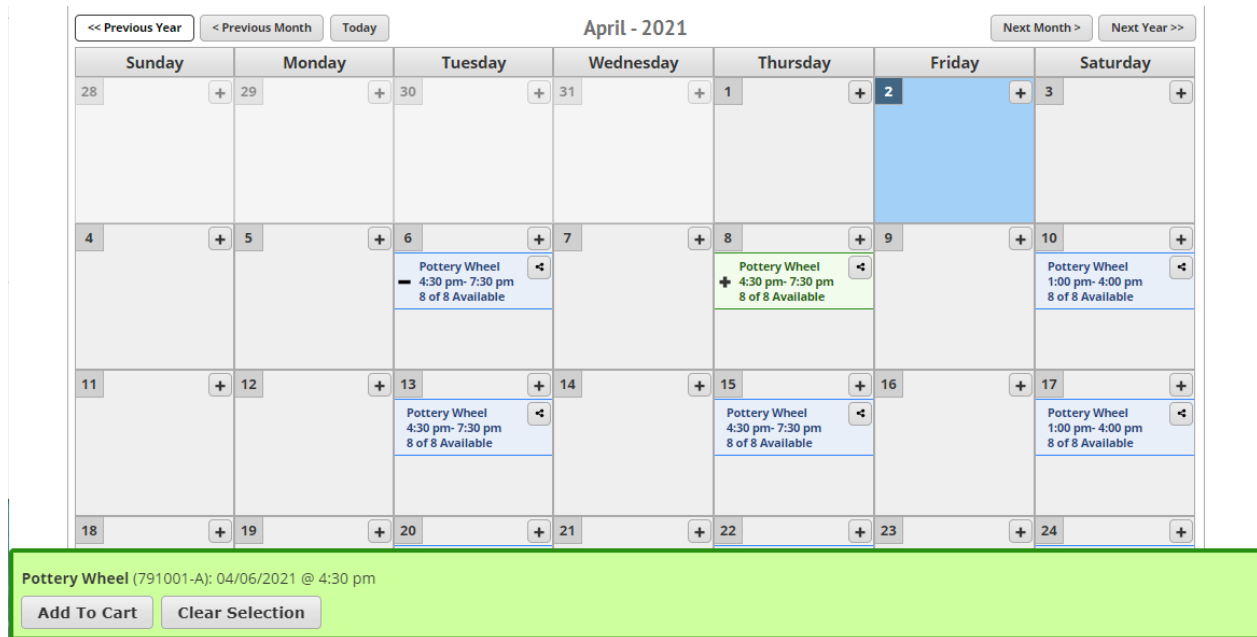 << Previous Year < Previous Month Today April - 2021 Next Month > Next Year >>
Sunday Monday Tuesday Wednesday Thursday Friday Saturday
28 + 29 + 30 + 31 + 1 + 2 + 3 +
4 + 5 + 6 + 7 + 8 + 9 + 10 +
Pottery Wheel Pottery Wheel Pottery Wheel
− 4:30 pm- 7:30 pm + 4:30 pm- 7:30 pm 1:00 pm- 4:00 pm
8 of 8 Available 8 of 8 Available 8 of 8 Available
11 + 12 + 13 + 14 + 15 + 16 + 17 +
Pottery Wheel Pottery Wheel Pottery Wheel
4:30 pm- 7:30 pm 4:30 pm- 7:30 pm 1:00 pm- 4:00 pm
8 of 8 Available 8 of 8 Available 8 of 8 Available
18 + 19 + 20 + 21 + 22 + 23 + 24 +
Pottery Wheel (791001-A): 04/06/2021 @ 4:30 pm
Add To Cart Clear Selection